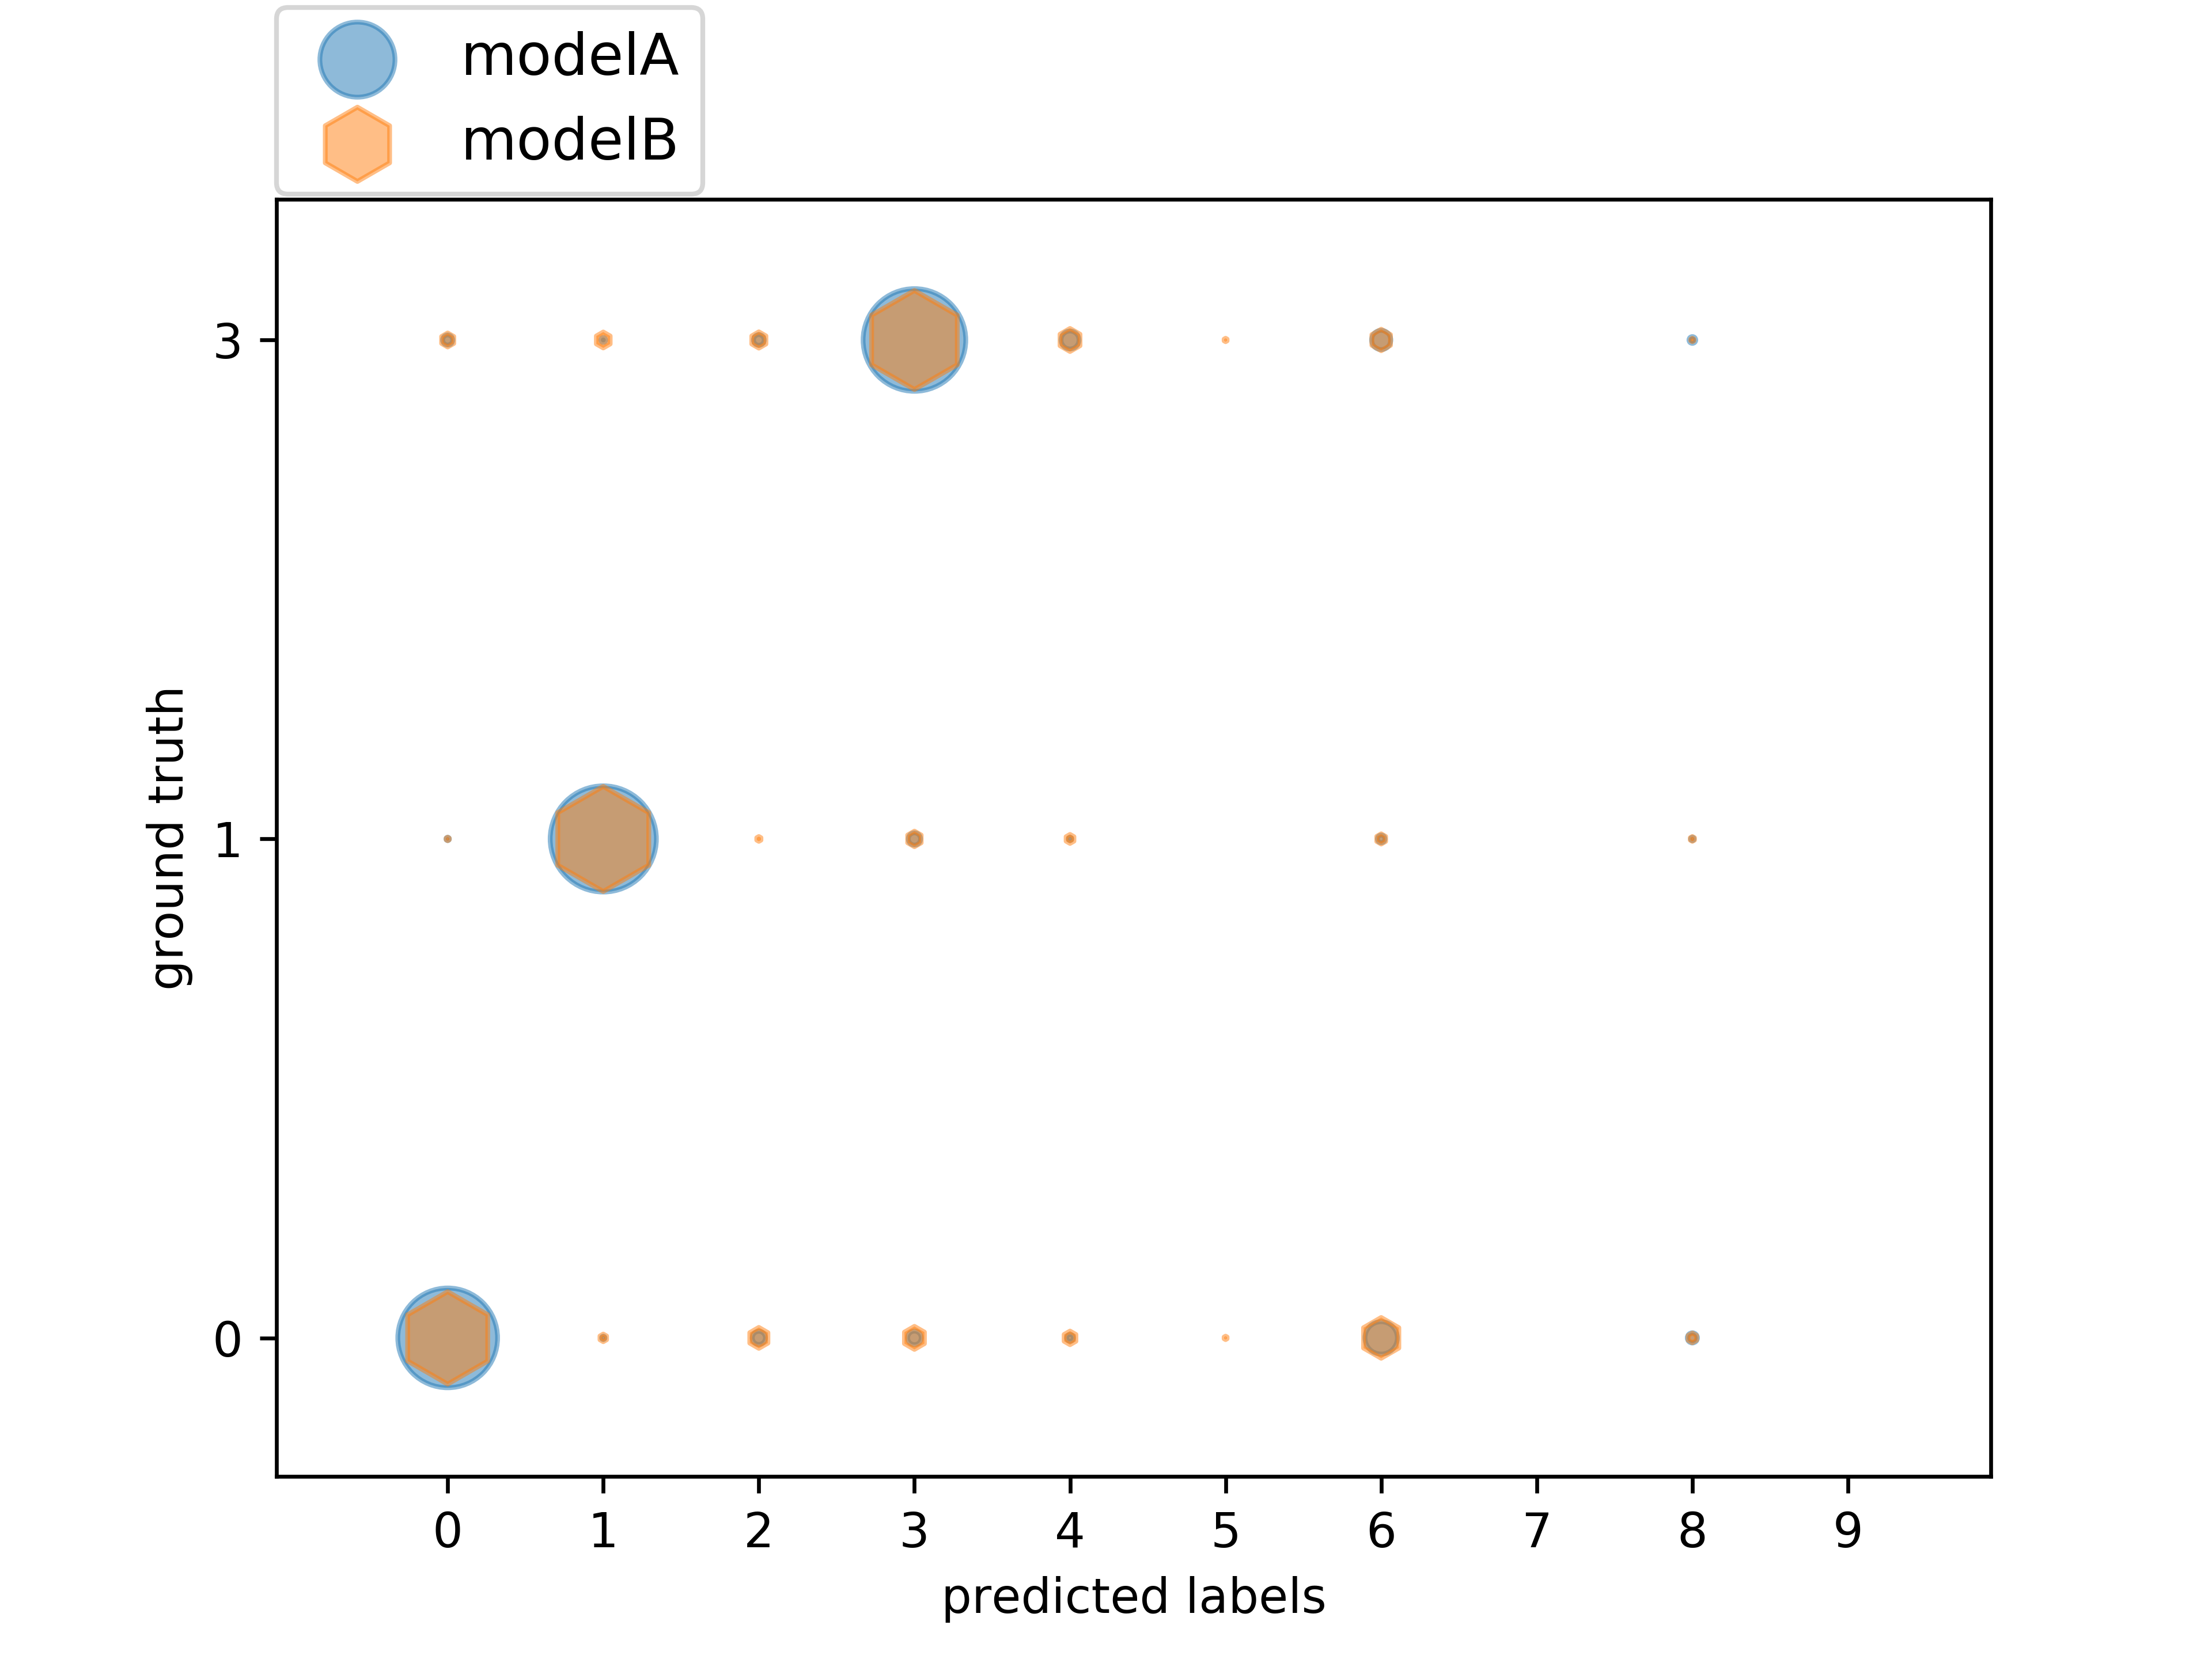 modelA
modelB
3
1
0
ground truth
0 1 2 3 4 5 6 7 8 9
predicted labels